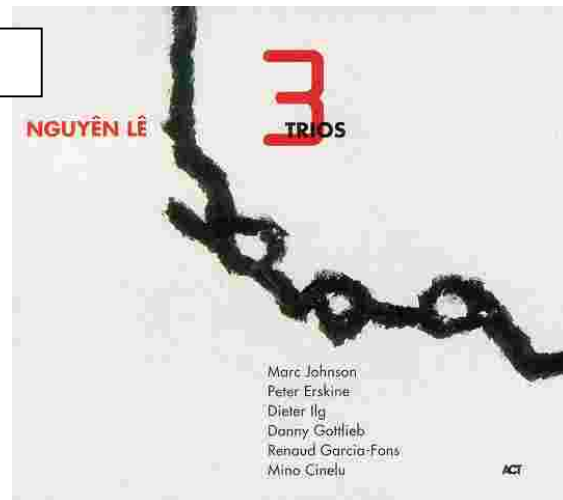 3
NGUYÊN LÊ TRIOS
Marc Johnson
Peter Erskine
Dieter Ilg
Danny Gottlieb
Renaud Garcia-Fons
Mino Cinelu
ACT